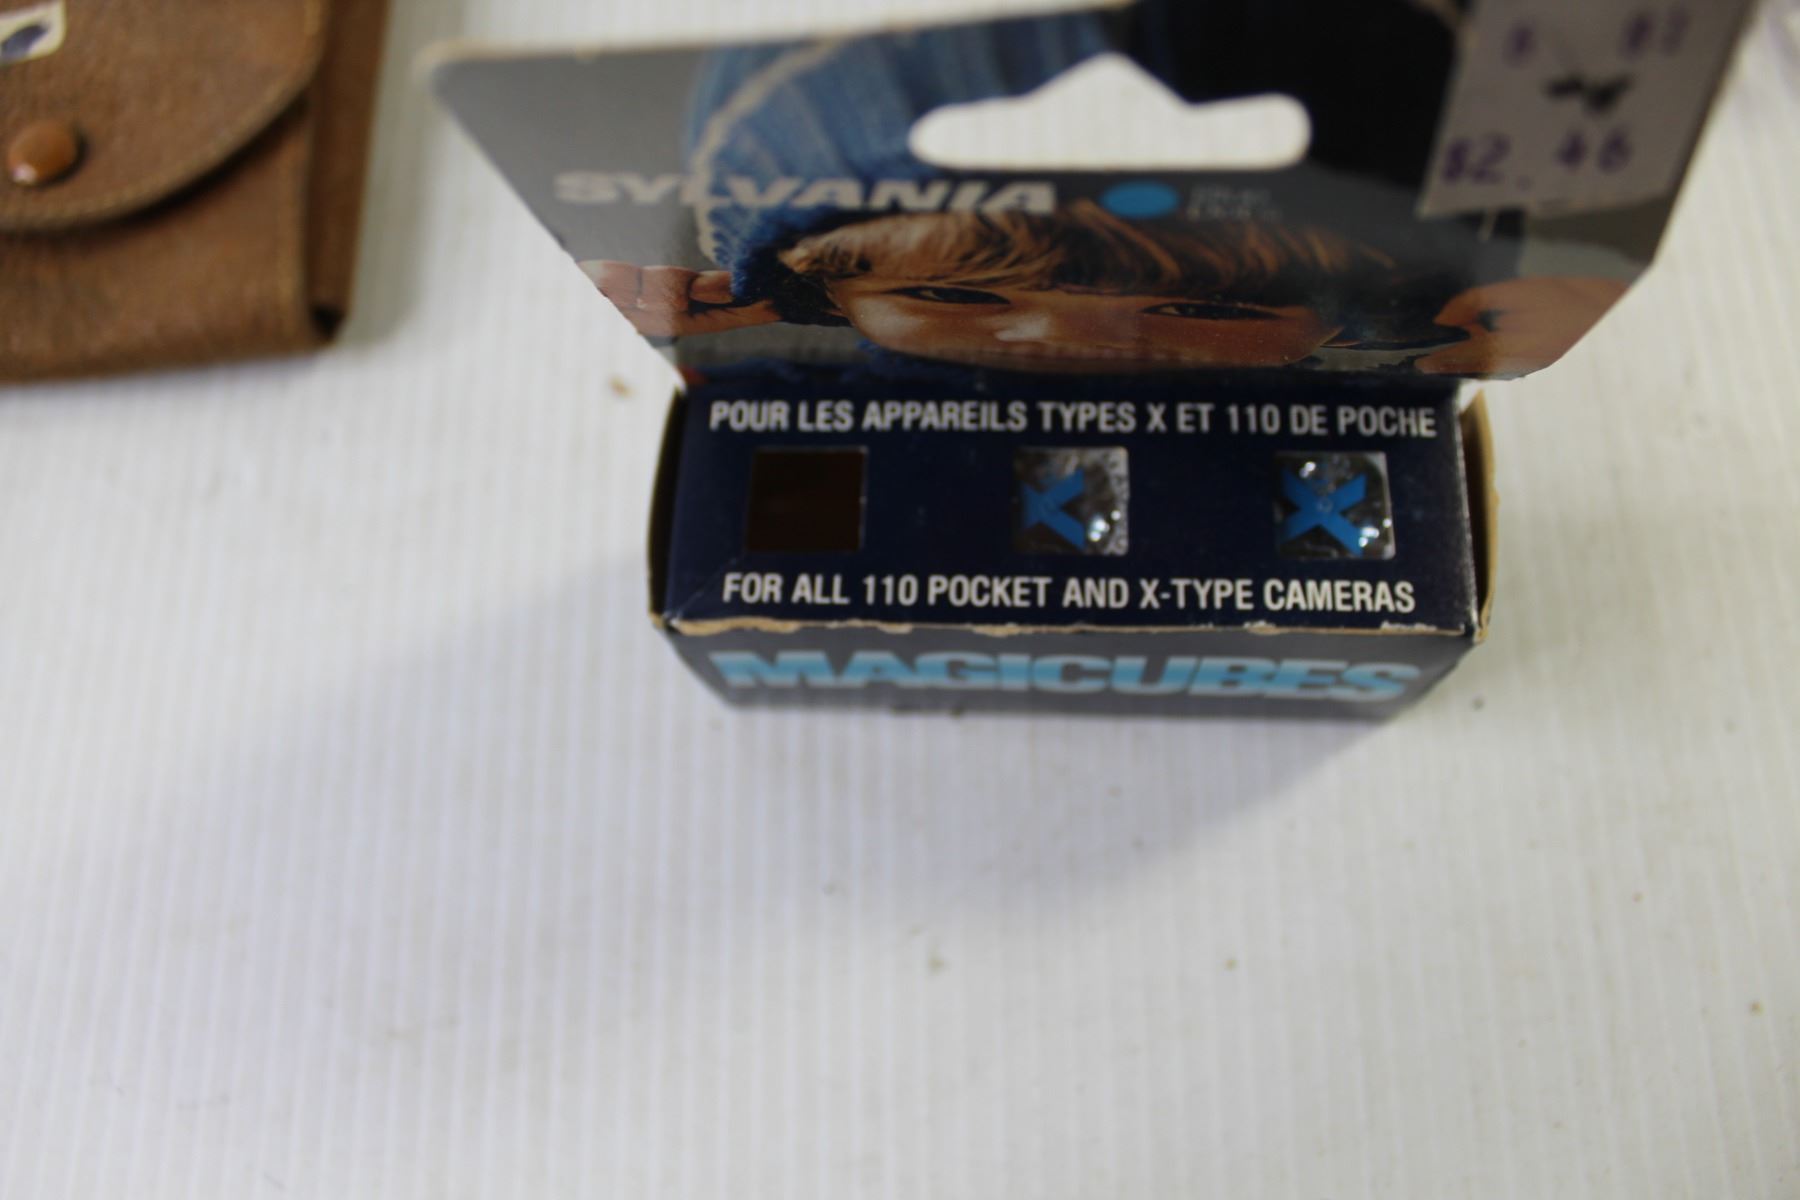 $2.46
SYLVANIA
POUR LES APPAREILS TYPES X ET 110 DE POCHE
X X
FOR ALL 110 POCKET AND X-TYPE CAMERAS
MAGICUBES